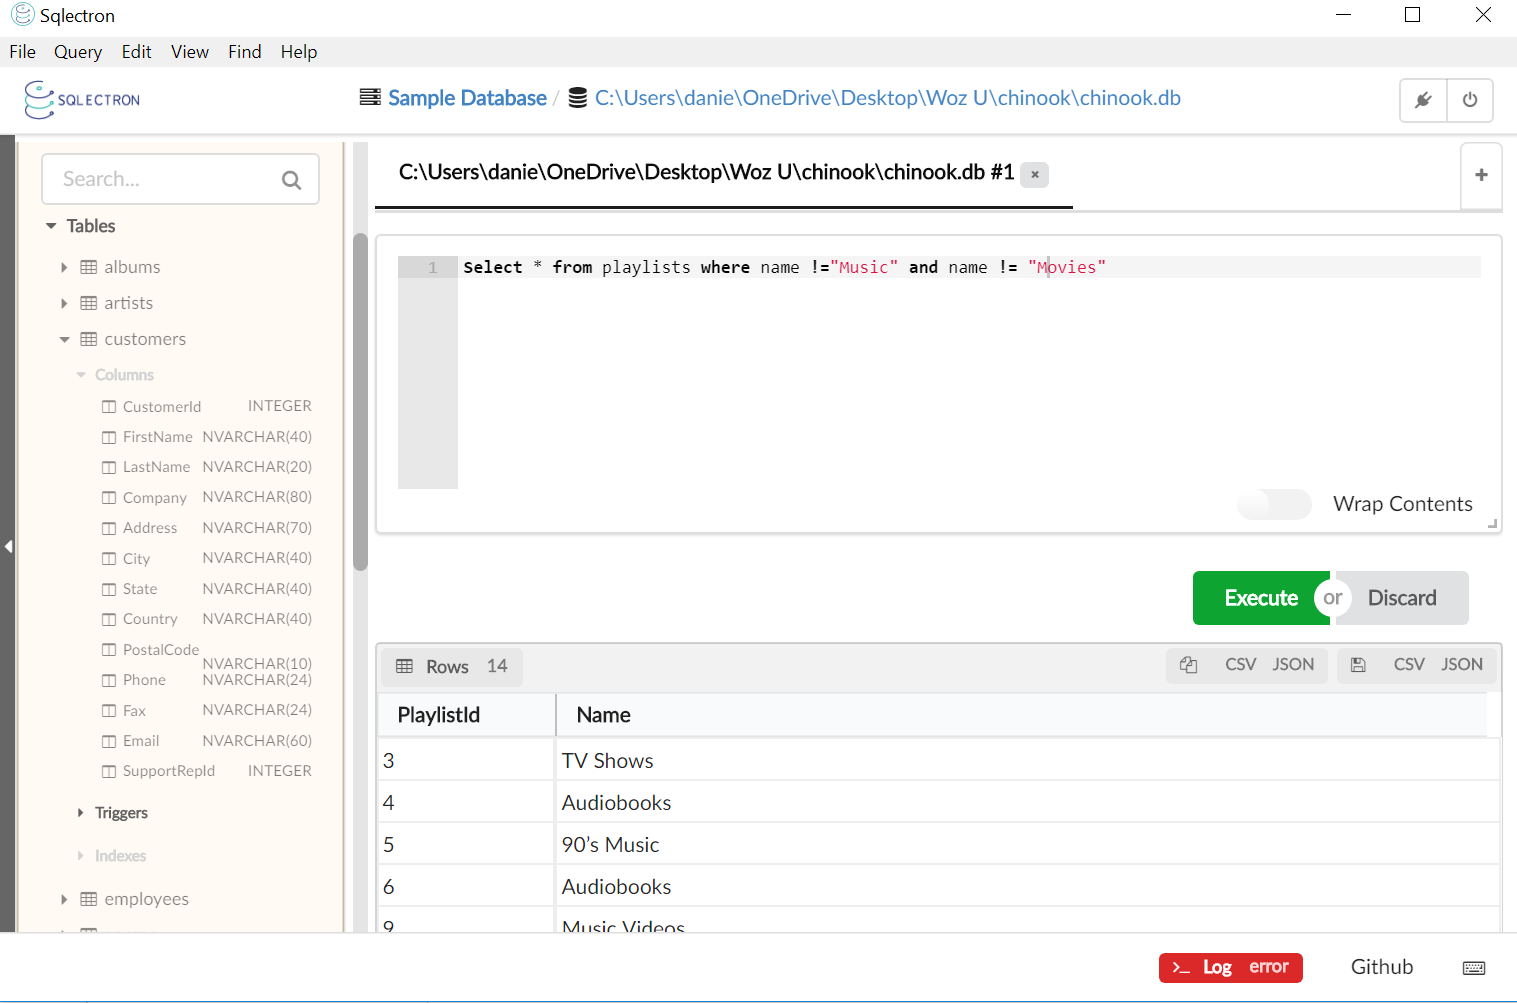 Sqlectron
File Query Edit View Find Help
SQLECTRON
Sample Database / C:\Users\danie\OneDrive\Desktop\Woz U\chinook\chinook.db
Search...
Tables
albums
artists
customers
Columns
CustomerId INTEGER
FirstName NVARCHAR(40)
LastName NVARCHAR(20)
Company NVARCHAR(80)
Address NVARCHAR(70)
City NVARCHAR(40)
State NVARCHAR(40)
Country NVARCHAR(40)
PostalCode NVARCHAR(10)
Phone NVARCHAR(24)
Fax NVARCHAR(24)
Email NVARCHAR(60)
SupportRepId INTEGER
Triggers
Indexes
employees
C:\Users\danie\OneDrive\Desktop\Woz U\chinook\chinook.db #1 ×
+
1 Select * from playlists where name !="Music" and name != "Movies"
Wrap Contents
Execute or Discard
Rows 14 CSV JSON CSV JSON
PlaylistId Name
3 TV Shows
4 Audiobooks
5 90's Music
6 Audiobooks
9 Music Videos
>_ Log error Github